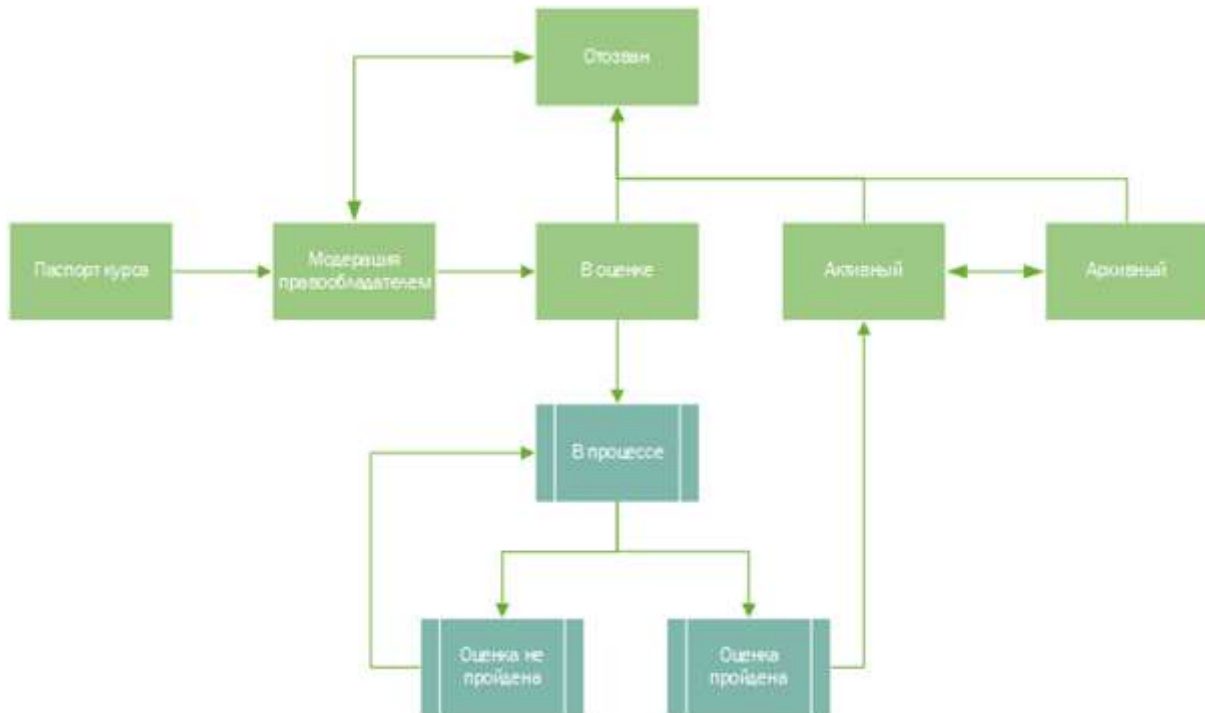 Отозван
Паспорт курса
Модерация
правообладателем
В оценке
Активный
Архивный
В процессе
Оценка не
пройдена
Оценка
пройдена